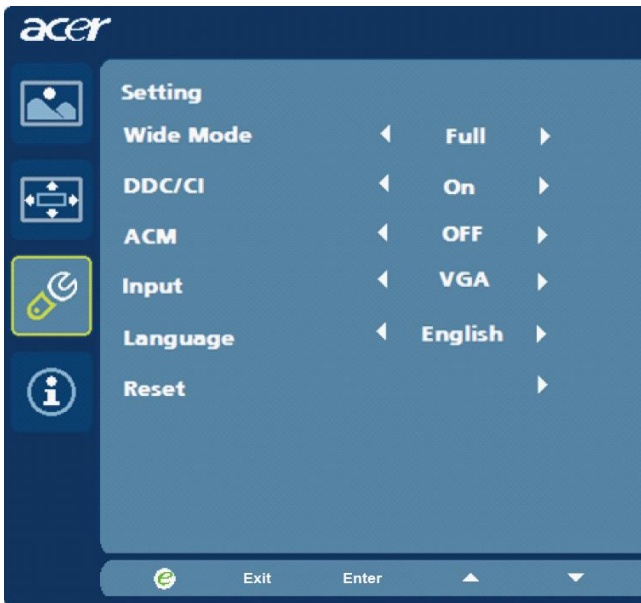 acer
Setting
Wide Mode Full
DDC/CI On
ACM OFF
Input VGA
Language English
Reset
e Exit Enter